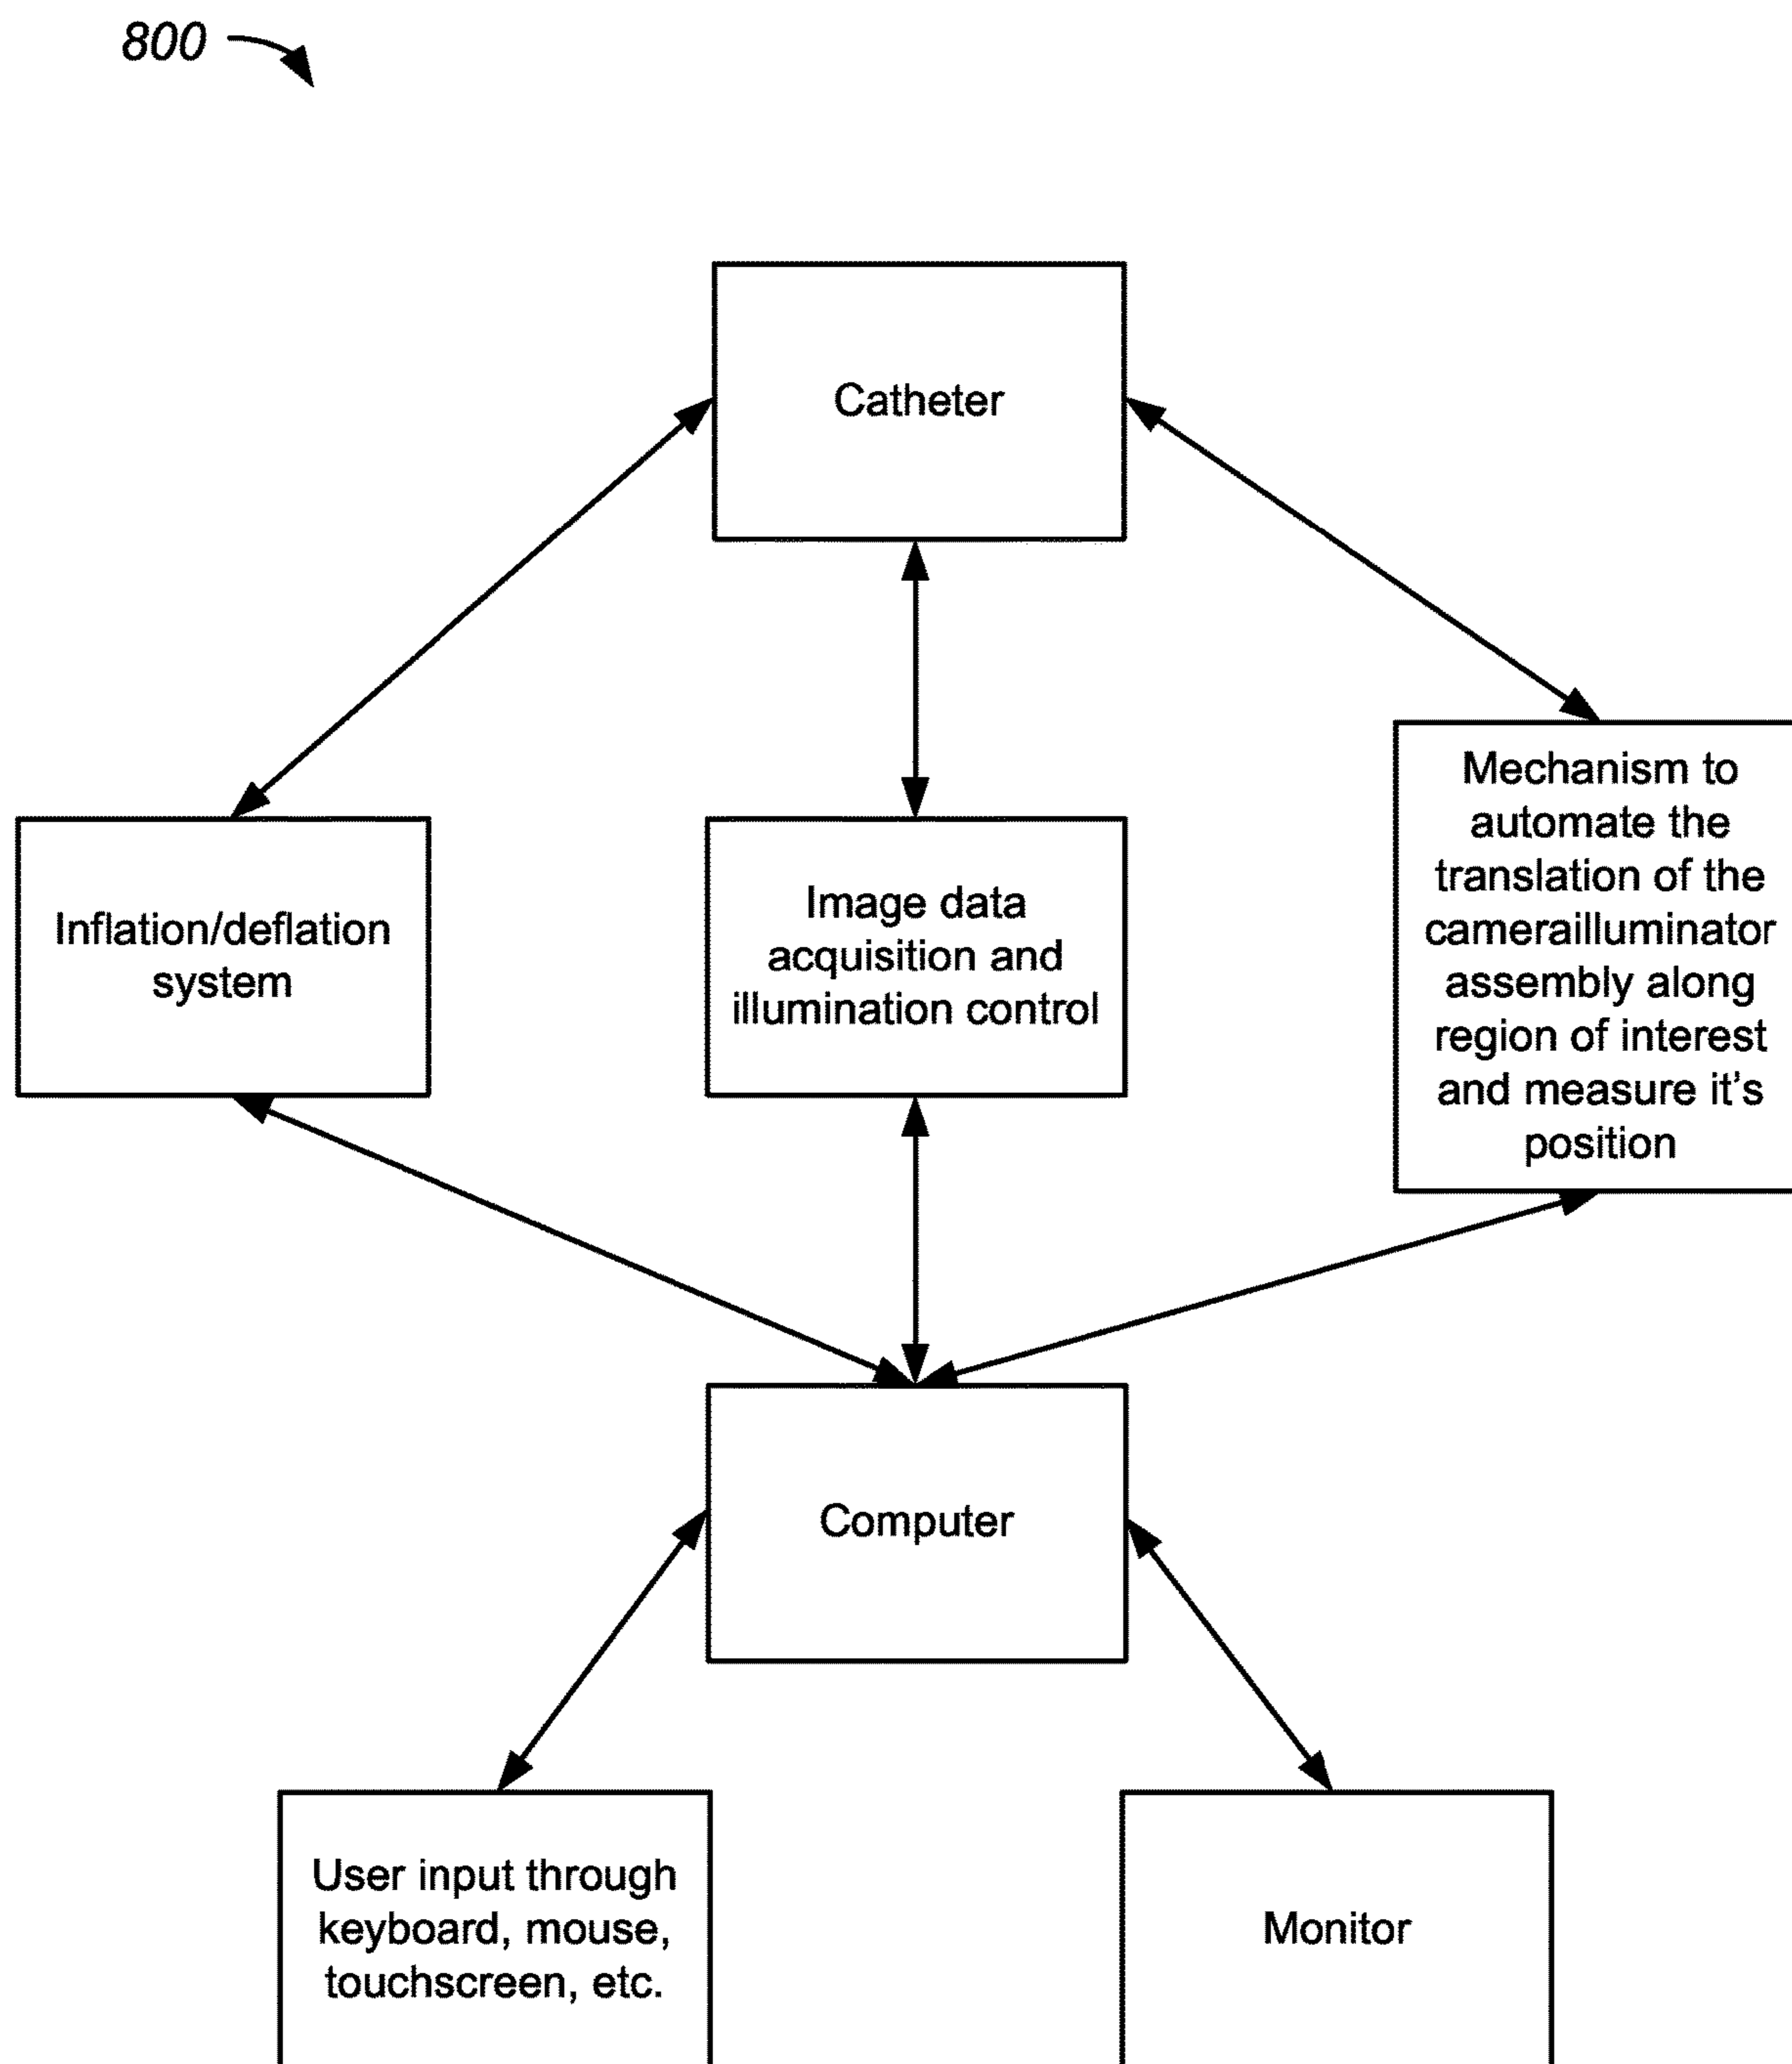 800
Catheter
Inflation/deflation
system
Image data
acquisition and
illumination control
Mechanism to
automate the
translation of the
camerailluminator
assembly along
region of interest
and measure it's
position
Computer
User input through
keyboard, mouse,
touchscreen, etc.
Monitor